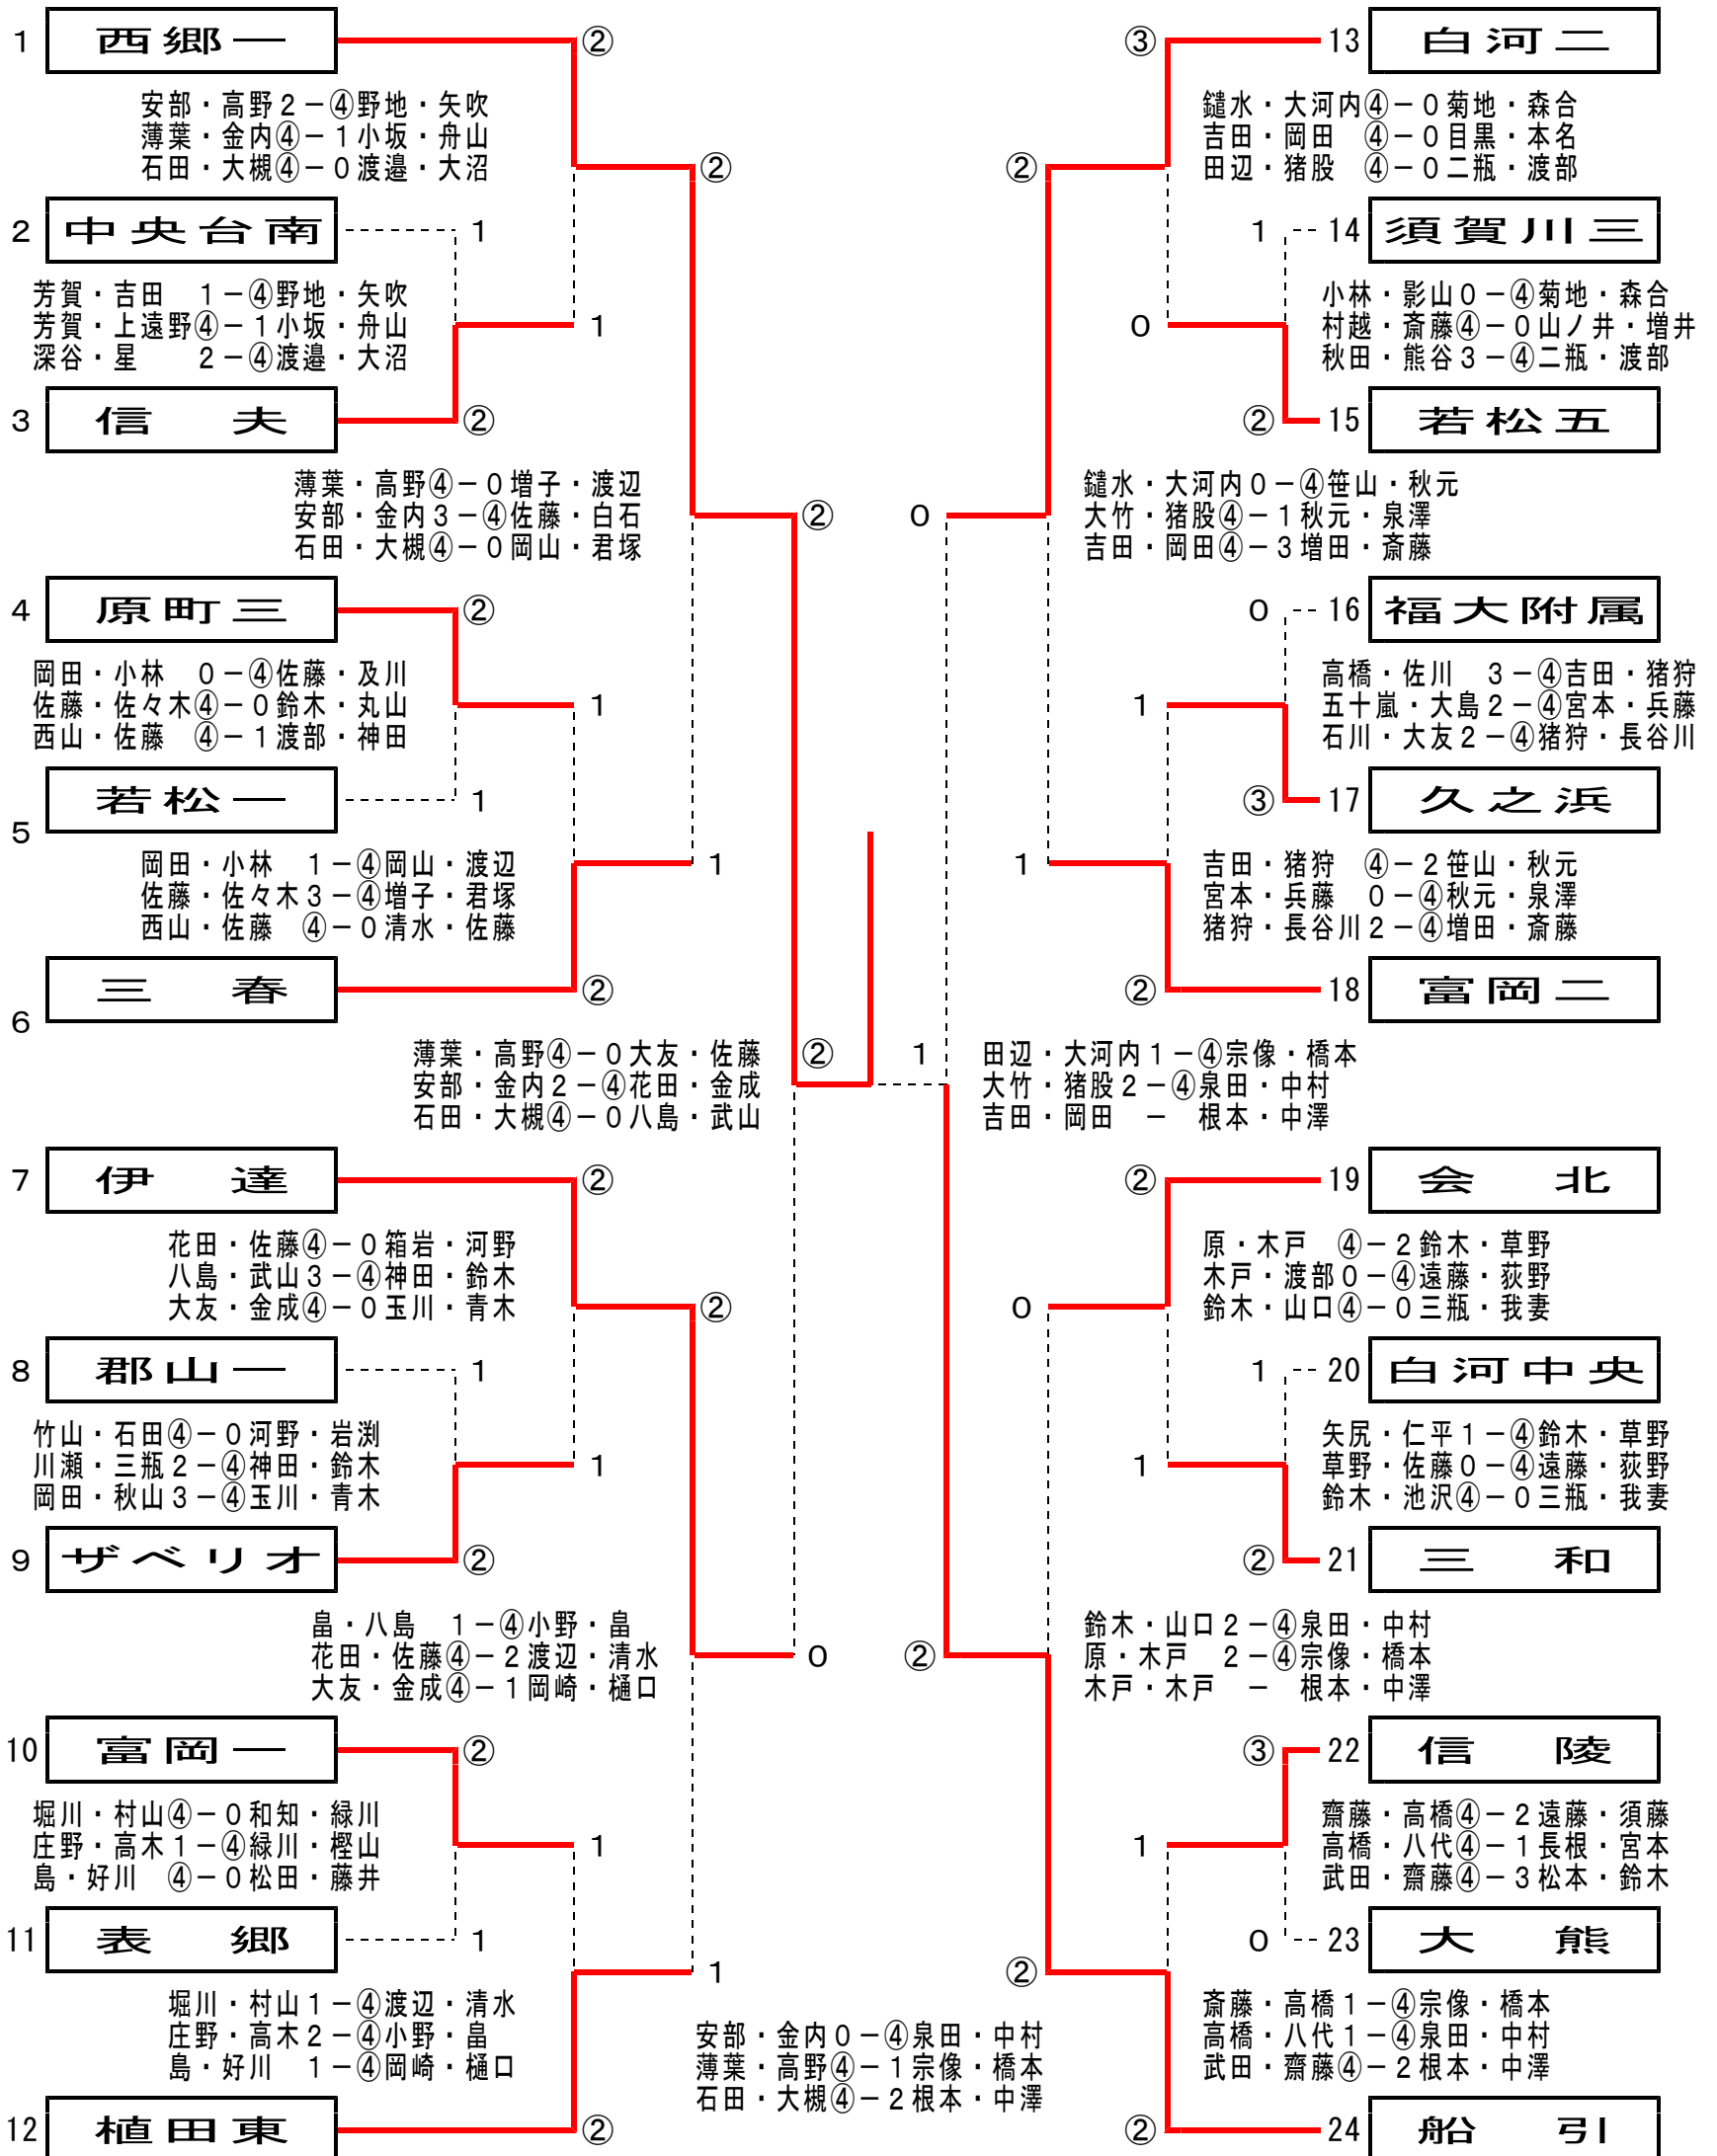 1 西郷一 ②
安部・高野２－④野地・矢吹
薄葉・金内④－１小坂・舟山
石田・大槻④－０渡邉・大沼
②
2 中央台南 1
芳賀・吉田　１－④野地・矢吹
芳賀・上遠野④－１小坂・舟山
深谷・星　　２－④渡邉・大沼
1
3 信　夫 ②
薄葉・高野④－０増子・渡辺
安部・金内３－④佐藤・白石
石田・大槻④－０岡山・君塚
②
4 原町三 ②
岡田・小林　０－④佐藤・及川
佐藤・佐々木④－０鈴木・丸山
西山・佐藤　④－１渡部・神田
1
5 若松一 1
岡田・小林　１－④岡山・渡辺
佐藤・佐々木３－④増子・君塚
西山・佐藤　④－０清水・佐藤
1
6 三　春 ②
薄葉・高野④－０大友・佐藤
安部・金内２－④花田・金成
石田・大槻④－０八島・武山
②
7 伊　達 ②
花田・佐藤④－０箱岩・河野
八島・武山３－④神田・鈴木
大友・金成④－０玉川・青木
②
8 郡山一 1
竹山・石田④－０河野・岩渕
川瀬・三瓶２－④神田・鈴木
岡田・秋山３－④玉川・青木
1
9 ザベリオ ②
畠・八島　１－④小野・畠
花田・佐藤④－２渡辺・清水
大友・金成④－１岡崎・樋口
0
10 富岡一 ②
堀川・村山④－０和知・緑川
庄野・高木１－④緑川・樫山
島・好川　④－０松田・藤井
1
11 表　郷 1
堀川・村山１－④渡辺・清水
庄野・高木２－④小野・畠
島・好川　１－④岡崎・樋口
1
12 植田東 ②
安部・金内０－④泉田・中村
薄葉・高野④－１宗像・橋本
石田・大槻④－２根本・中澤
③ 13 白河二
鑓水・大河内④－０菊地・森合
吉田・岡田　④－０目黒・本名
田辺・猪股　④－０二瓶・渡部
②
1 14 須賀川三
小林・影山０－④菊地・森合
村越・斎藤④－０山ノ井・増井
秋田・熊谷３－④二瓶・渡部
0
② 15 若松五
鑓水・大河内０－④笹山・秋元
大竹・猪股④－１秋元・泉澤
吉田・岡田④－３増田・斎藤
0
0 16 福大附属
高橋・佐川　３－④吉田・猪狩
五十嵐・大島２－④宮本・兵藤
石川・大友２－④猪狩・長谷川
1
③ 17 久之浜
吉田・猪狩　④－２笹山・秋元
宮本・兵藤　０－④秋元・泉澤
猪狩・長谷川２－④増田・斎藤
1
② 18 富岡二
田辺・大河内１－④宗像・橋本
大竹・猪股２－④泉田・中村
吉田・岡田　－　根本・中澤
1
② 19 会　北
原・木戸　④－２鈴木・草野
木戸・渡部０－④遠藤・荻野
鈴木・山口④－０三瓶・我妻
0
1 20 白河中央
矢尻・仁平１－④鈴木・草野
草野・佐藤０－④遠藤・荻野
鈴木・池沢④－０三瓶・我妻
1
② 21 三　和
鈴木・山口２－④泉田・中村
原・木戸　２－④宗像・橋本
木戸・木戸　－　根本・中澤
②
③ 22 信　陵
齋藤・高橋④－２遠藤・須藤
高橋・八代④－１長根・宮本
武田・齋藤④－３松本・鈴木
1
0 23 大　熊
斎藤・高橋１－④宗像・橋本
高橋・八代１－④泉田・中村
武田・齋藤④－２根本・中澤
②
② 24 船　引